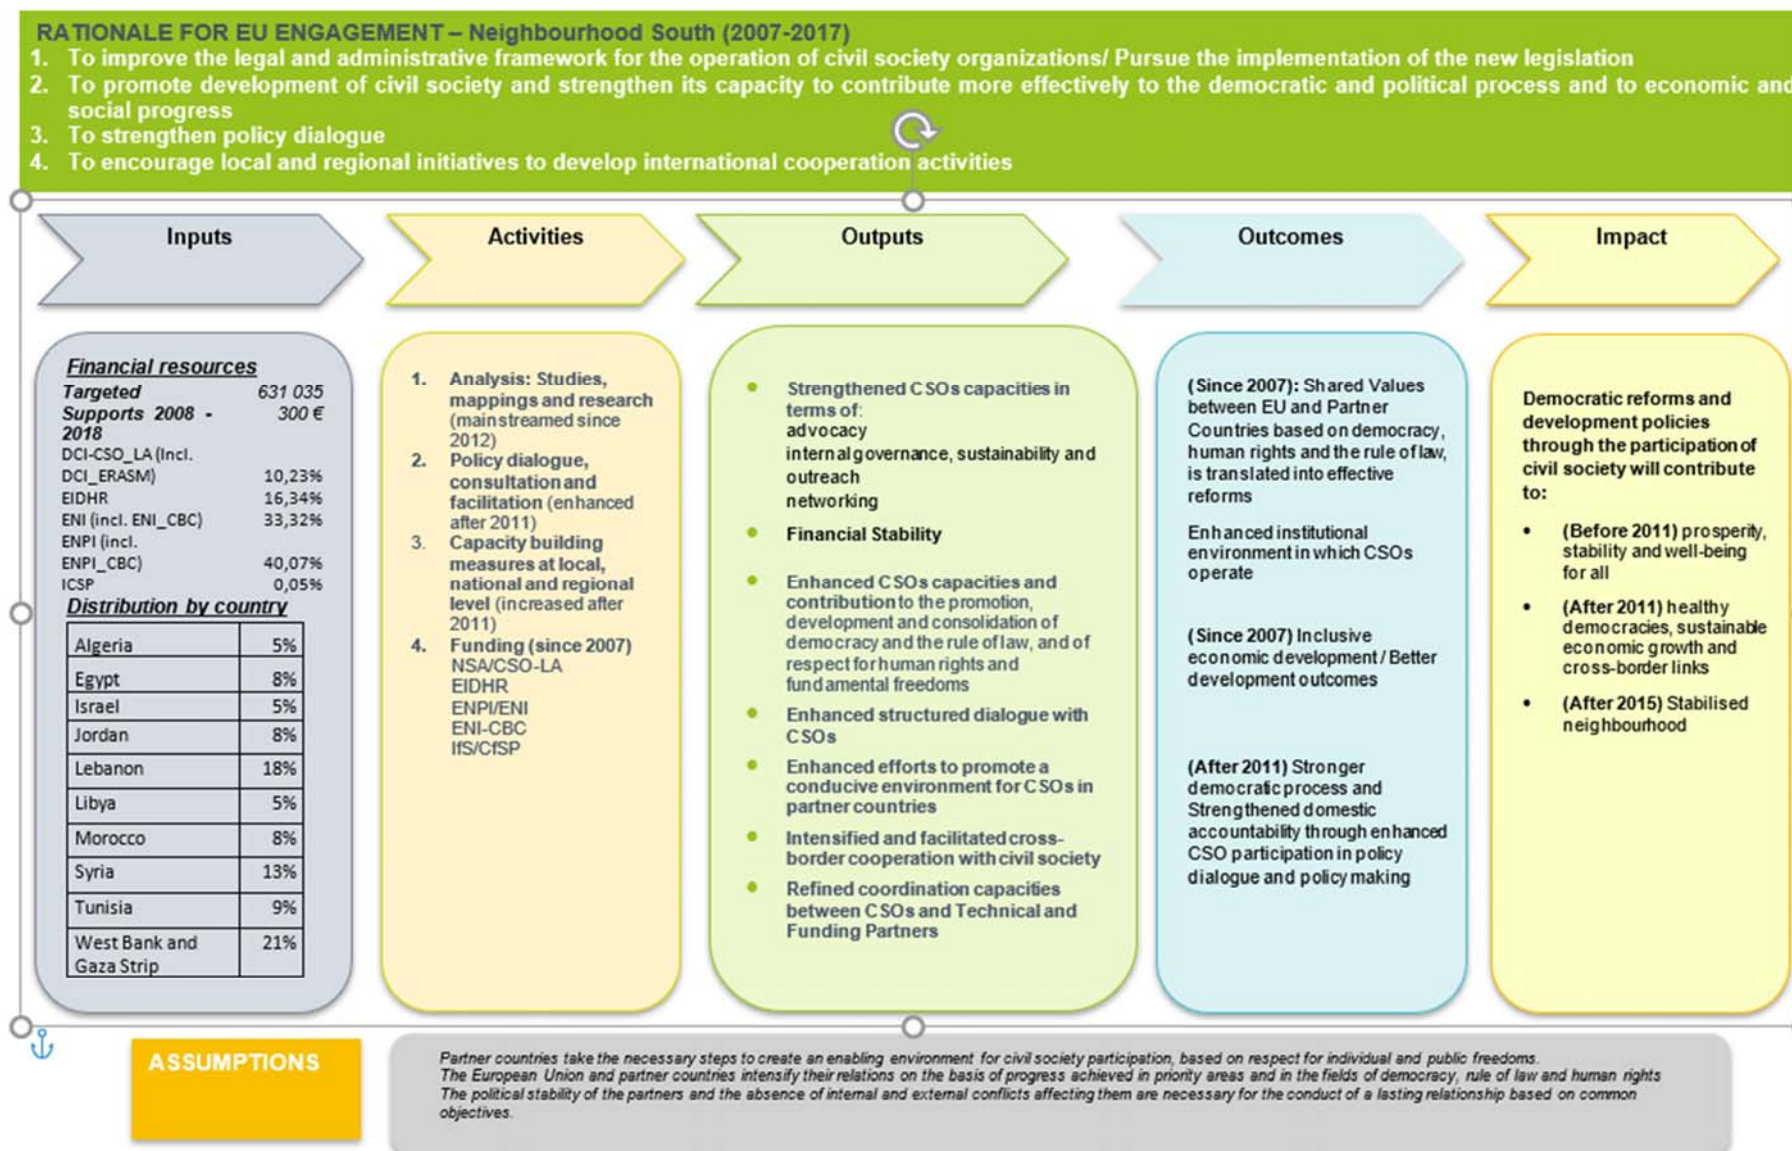 RATIONALE FOR EU ENGAGEMENT – Neighbourhood South (2007-2017)
1. To improve the legal and administrative framework for the operation of civil society organizations/ Pursue the implementation of the new legislation
2. To promote development of civil society and strengthen its capacity to contribute more effectively to the democratic and political process and to economic and
social progress
3. To strengthen policy dialogue
4. To encourage local and regional initiatives to develop international cooperation activities
Inputs
Activities
Outputs
Outcomes
Impact
Financial resources
Targeted 631 035
Supports 2008 - 300 €
2018
DCI-CSO_LA (Incl.
DCI_ERASM) 10,23%
EIDHR 16,34%
ENI (incl. ENI_CBC) 33,32%
ENPI (incl.
ENPI_CBC) 40,07%
ICSP 0,05%
Distribution by country
Algeria 5%
Egypt 8%
Israel 5%
Jordan 8%
Lebanon 18%
Libya 5%
Morocco 8%
Syria 13%
Tunisia 9%
West Bank and 21%
Gaza Strip
1. Analysis: Studies,
mappings and research
(mainstreamed since
2012)
2. Policy dialogue,
consultation and
facilitation (enhanced
after 2011)
3. Capacity building
measures at local,
national and regional
level (increased after
2011)
4. Funding (since 2007)
NSA/CSO-LA
EIDHR
ENPI/ENI
ENI-CBC
IfS/CfSP
• Strengthened CSOs capacities in
terms of:
advocacy
internal governance, sustainability and
outreach
networking
• Financial Stability
• Enhanced CSOs capacities and
contribution to the promotion,
development and consolidation of
democracy and the rule of law, and of
respect for human rights and
fundamental freedoms
• Enhanced structured dialogue with
CSOs
• Enhanced efforts to promote a
conducive environment for CSOs in
partner countries
• Intensified and facilitated cross-
border cooperation with civil society
• Refined coordination capacities
between CSOs and Technical and
Funding Partners
(Since 2007): Shared Values
between EU and Partner
Countries based on democracy,
human rights and the rule of law,
is translated into effective
reforms
Enhanced institutional
environment in which CSOs
operate
(Since 2007) Inclusive
economic development / Better
development outcomes
(After 2011) Stronger
democratic process and
Strengthened domestic
accountability through enhanced
CSO participation in policy
dialogue and policy making
Democratic reforms and
development policies
through the participation of
civil society will contribute
to:
• (Before 2011) prosperity,
stability and well-being
for all
• (After 2011) healthy
democracies, sustainable
economic growth and
cross-border links
• (After 2015) Stabilised
neighbourhood
ASSUMPTIONS
Partner countries take the necessary steps to create an enabling environment for civil society participation, based on respect for individual and public freedoms.
The European Union and partner countries intensify their relations on the basis of progress achieved in priority areas and in the fields of democracy, rule of law and human rights
The political stability of the partners and the absence of internal and external conflicts affecting them are necessary for the conduct of a lasting relationship based on common
objectives.